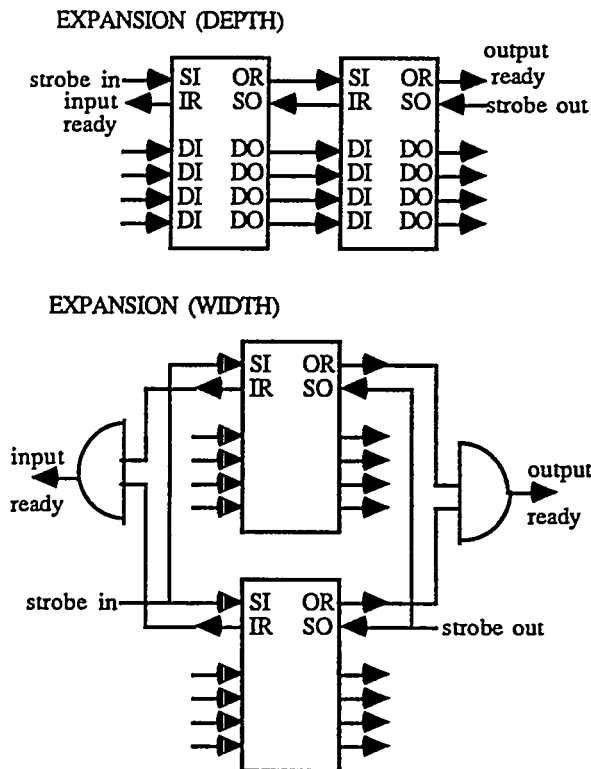 EXPANSION (DEPTH)
strobe in SI OR SI OR output ready
input ready IR SO IR SO strobe out
DI DO DI DO
DI DO DI DO
DI DO DI DO
DI DO DI DO
EXPANSION (WIDTH)
SI OR
IR SO
input ready
output ready
strobe in SI OR
IR SO strobe out